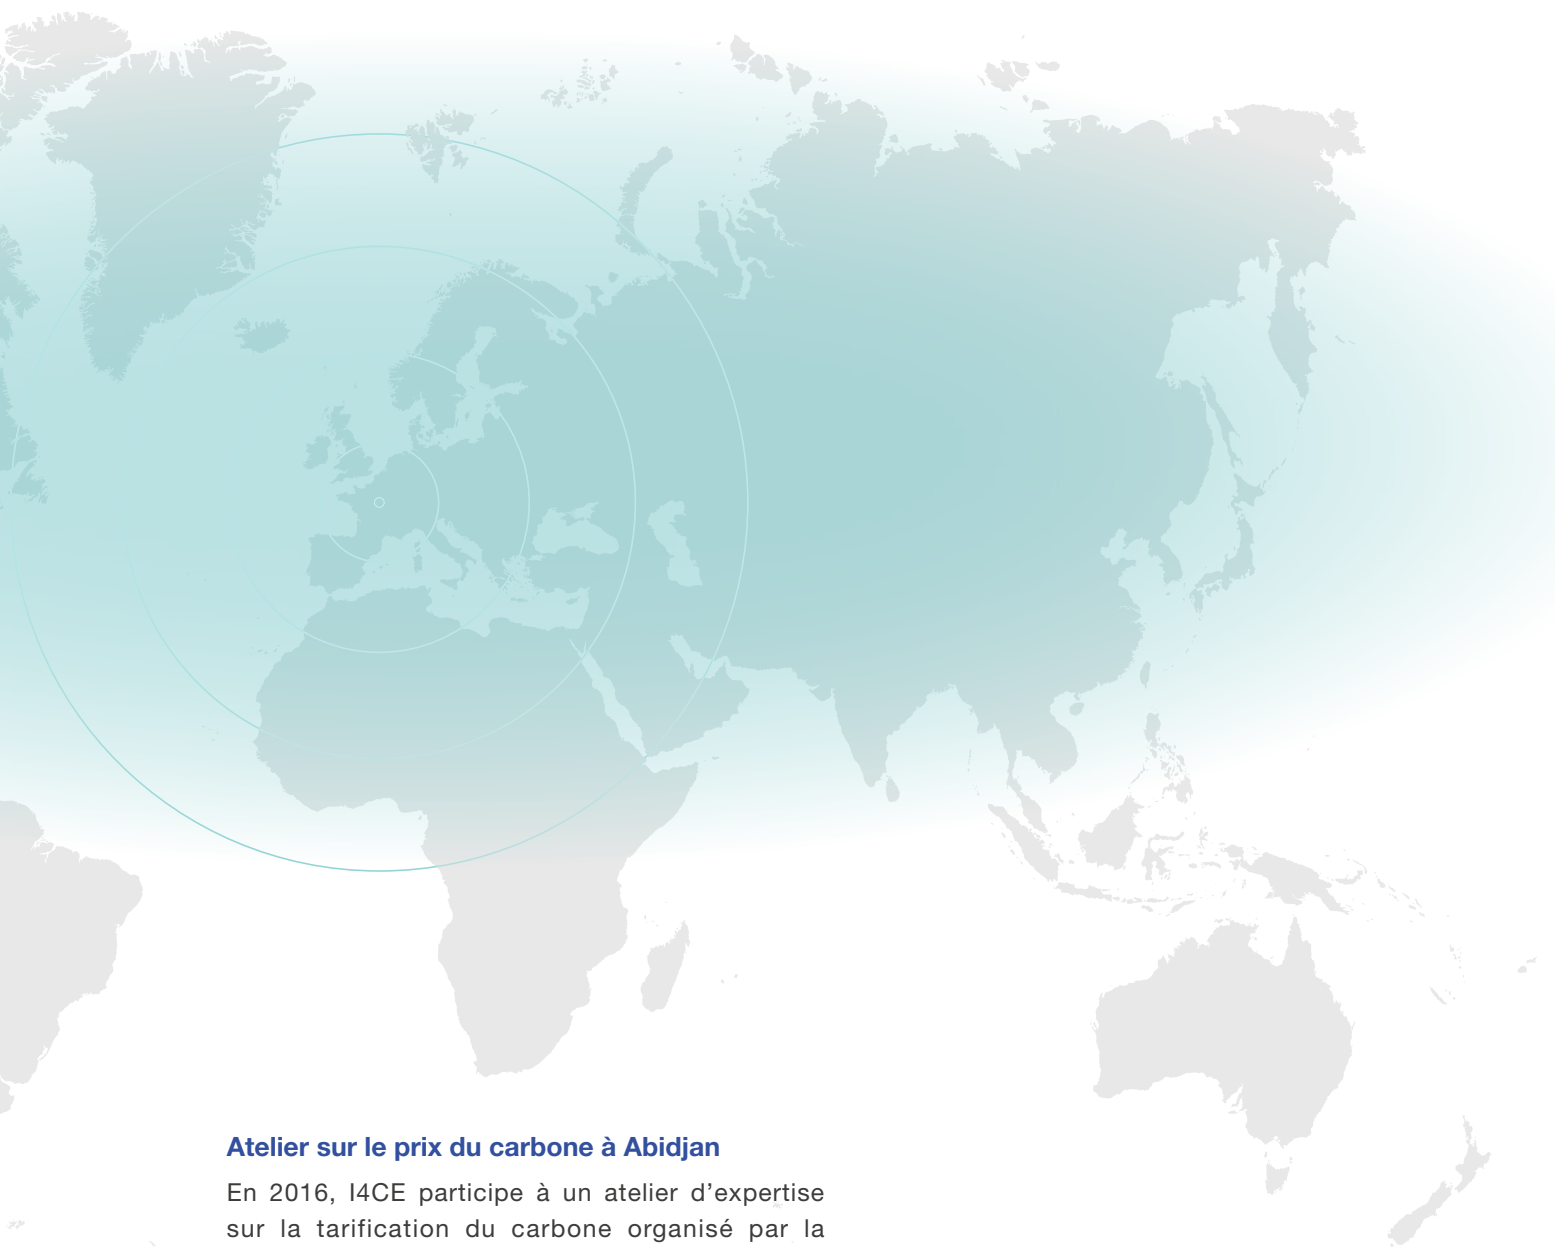 Atelier sur le prix du carbone à Abidjan
En 2016, I4CE participe à un atelier d’expertise
sur la tarification du carbone organisé par la